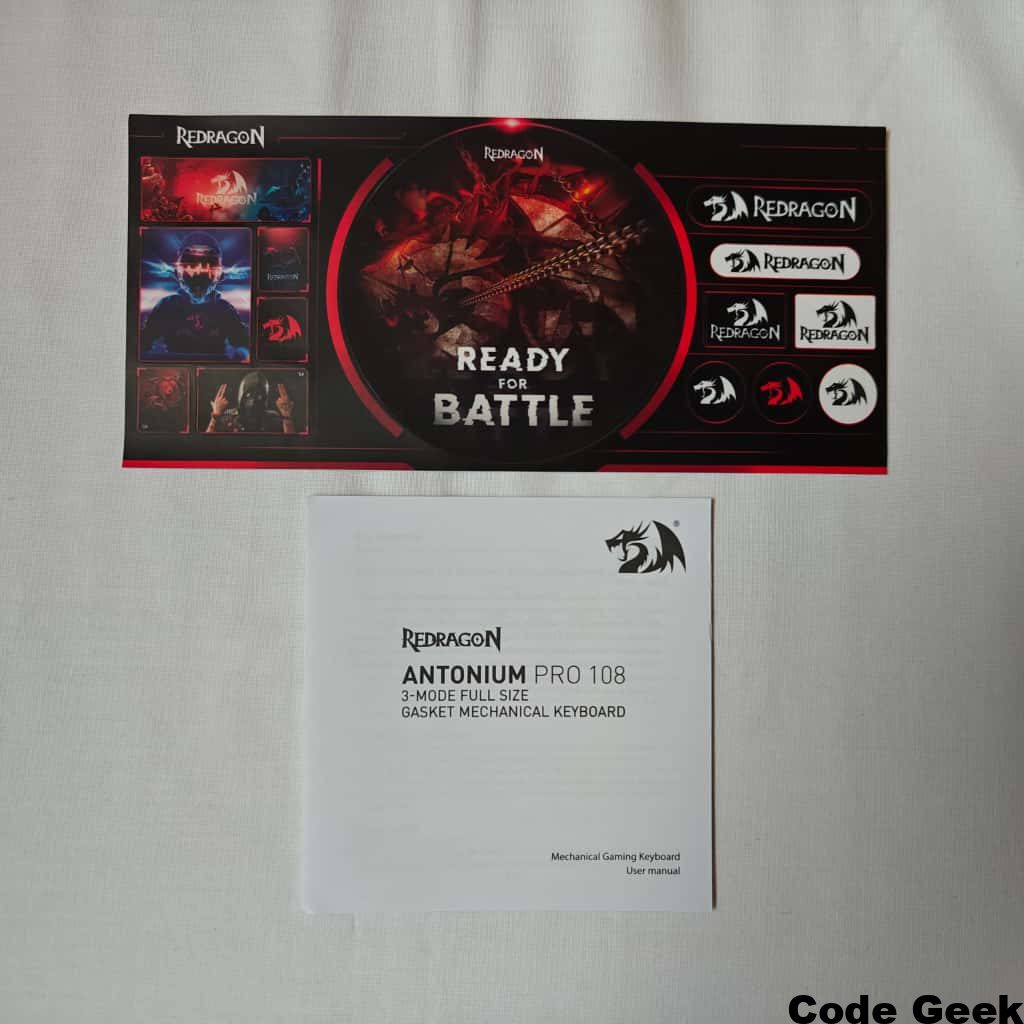 REDRAGON
REDRAGON
REDRAGON
REDRAGON
READY
FOR
BATTLE
REDRAGON
REDRAGON
REDRAGON
REDRAGON
®
REDRAGON
ANTONIUM PRO 108
3-MODE FULL SIZE
GASKET MECHANICAL KEYBOARD
Mechanical Gaming Keyboard
User manual
Code Geek